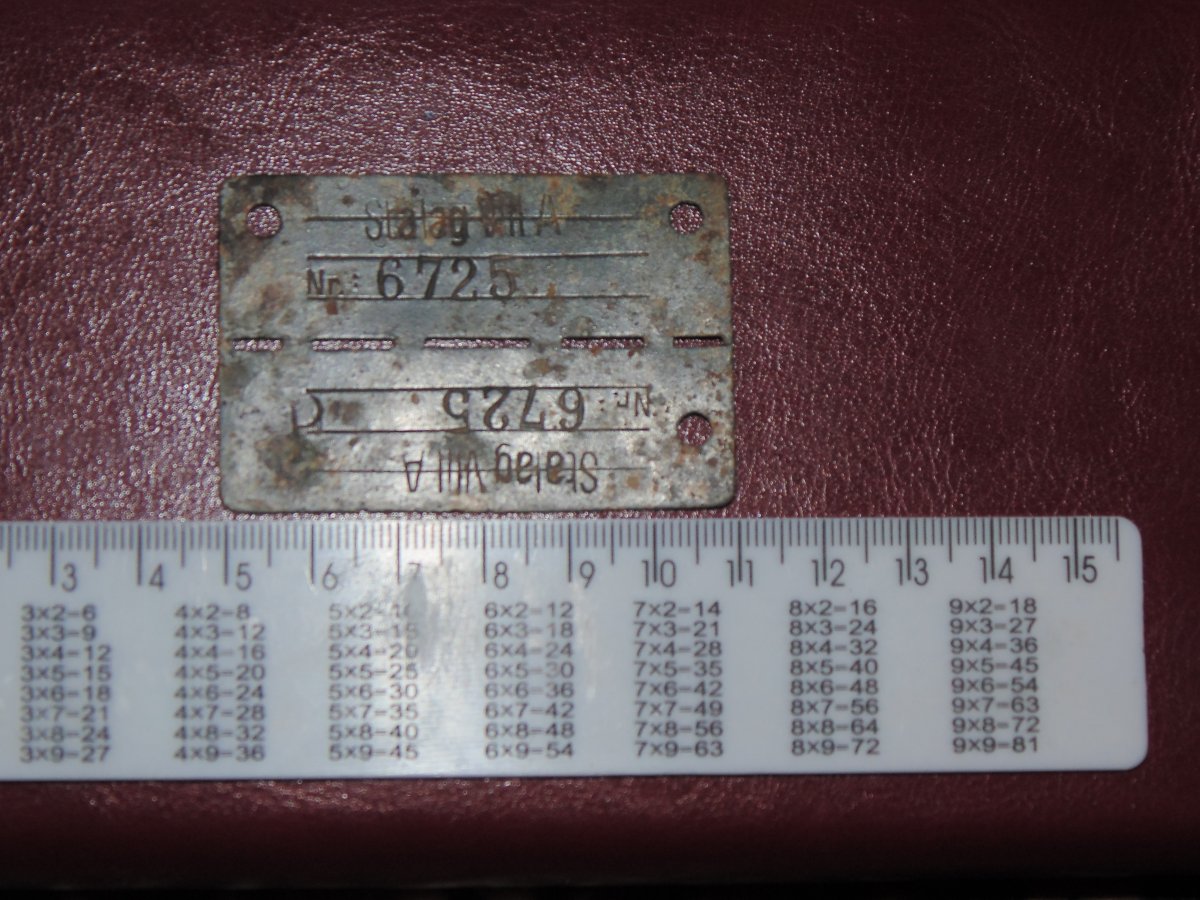 Stalag VIII A
Nr.: 6725
Nr.: 6725
Stalag VIII A
3 4 5 6 7 8 9 10 11 12 13 14 15
3×2=6 4×2=8 5×2=10 6×2=12 7×2=14 8×2=16 9×2=18
3×3=9 4×3=12 5×3=15 6×3=18 7×3=21 8×3=24 9×3=27
3×4=12 4×4=16 5×4=20 6×4=24 7×4=28 8×4=32 9×4=36
3×5=15 4×5=20 5×5=25 6×5=30 7×5=35 8×5=40 9×5=45
3×6=18 4×6=24 5×6=30 6×6=36 7×6=42 8×6=48 9×6=54
3×7=21 4×7=28 5×7=35 6×7=42 7×7=49 8×7=56 9×7=63
3×8=24 4×8=32 5×8=40 6×8=48 7×8=56 8×8=64 9×8=72
3×9=27 4×9=36 5×9=45 6×9=54 7×9=63 8×9=72 9×9=81